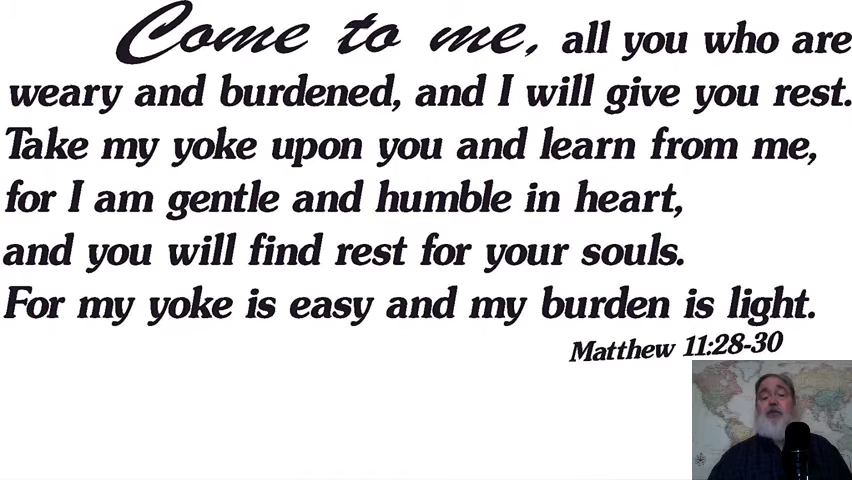 Come to me, all you who are
weary and burdened, and I will give you rest.
Take my yoke upon you and learn from me,
for I am gentle and humble in heart,
and you will find rest for your souls.
For my yoke is easy and my burden is light.
Matthew 11:28-30